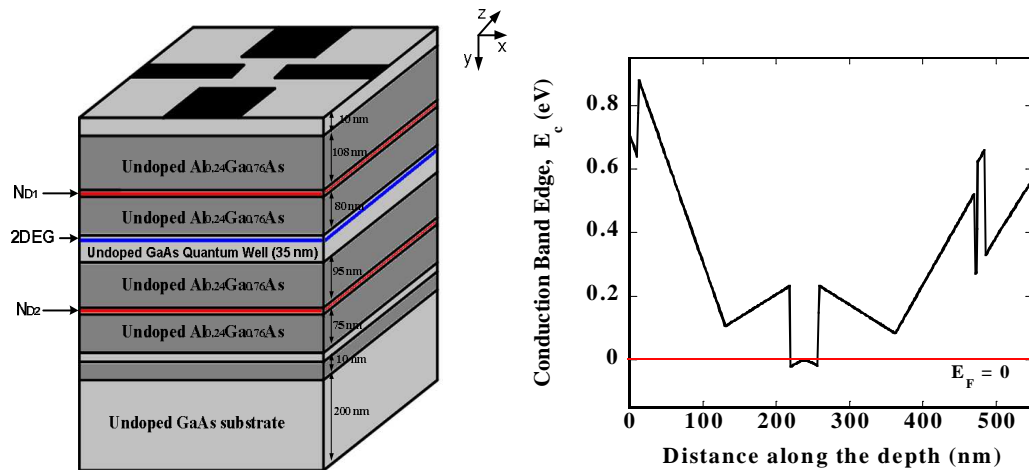 z
x
y
10 nm
108 nm
Undoped Al0.24Ga0.76As
ND1
Undoped Al0.24Ga0.76As
80 nm
2DEG
Undoped GaAs Quantum Well (35 nm)
Undoped Al0.24Ga0.76As
95 nm
ND2
Undoped Al0.24Ga0.76As
75 nm
10 nm
Undoped GaAs substrate
200 nm
Conduction Band Edge, Ec (eV)
0.8
0.6
0.4
0.2
0
EF = 0
0 100 200 300 400 500
Distance along the depth (nm)